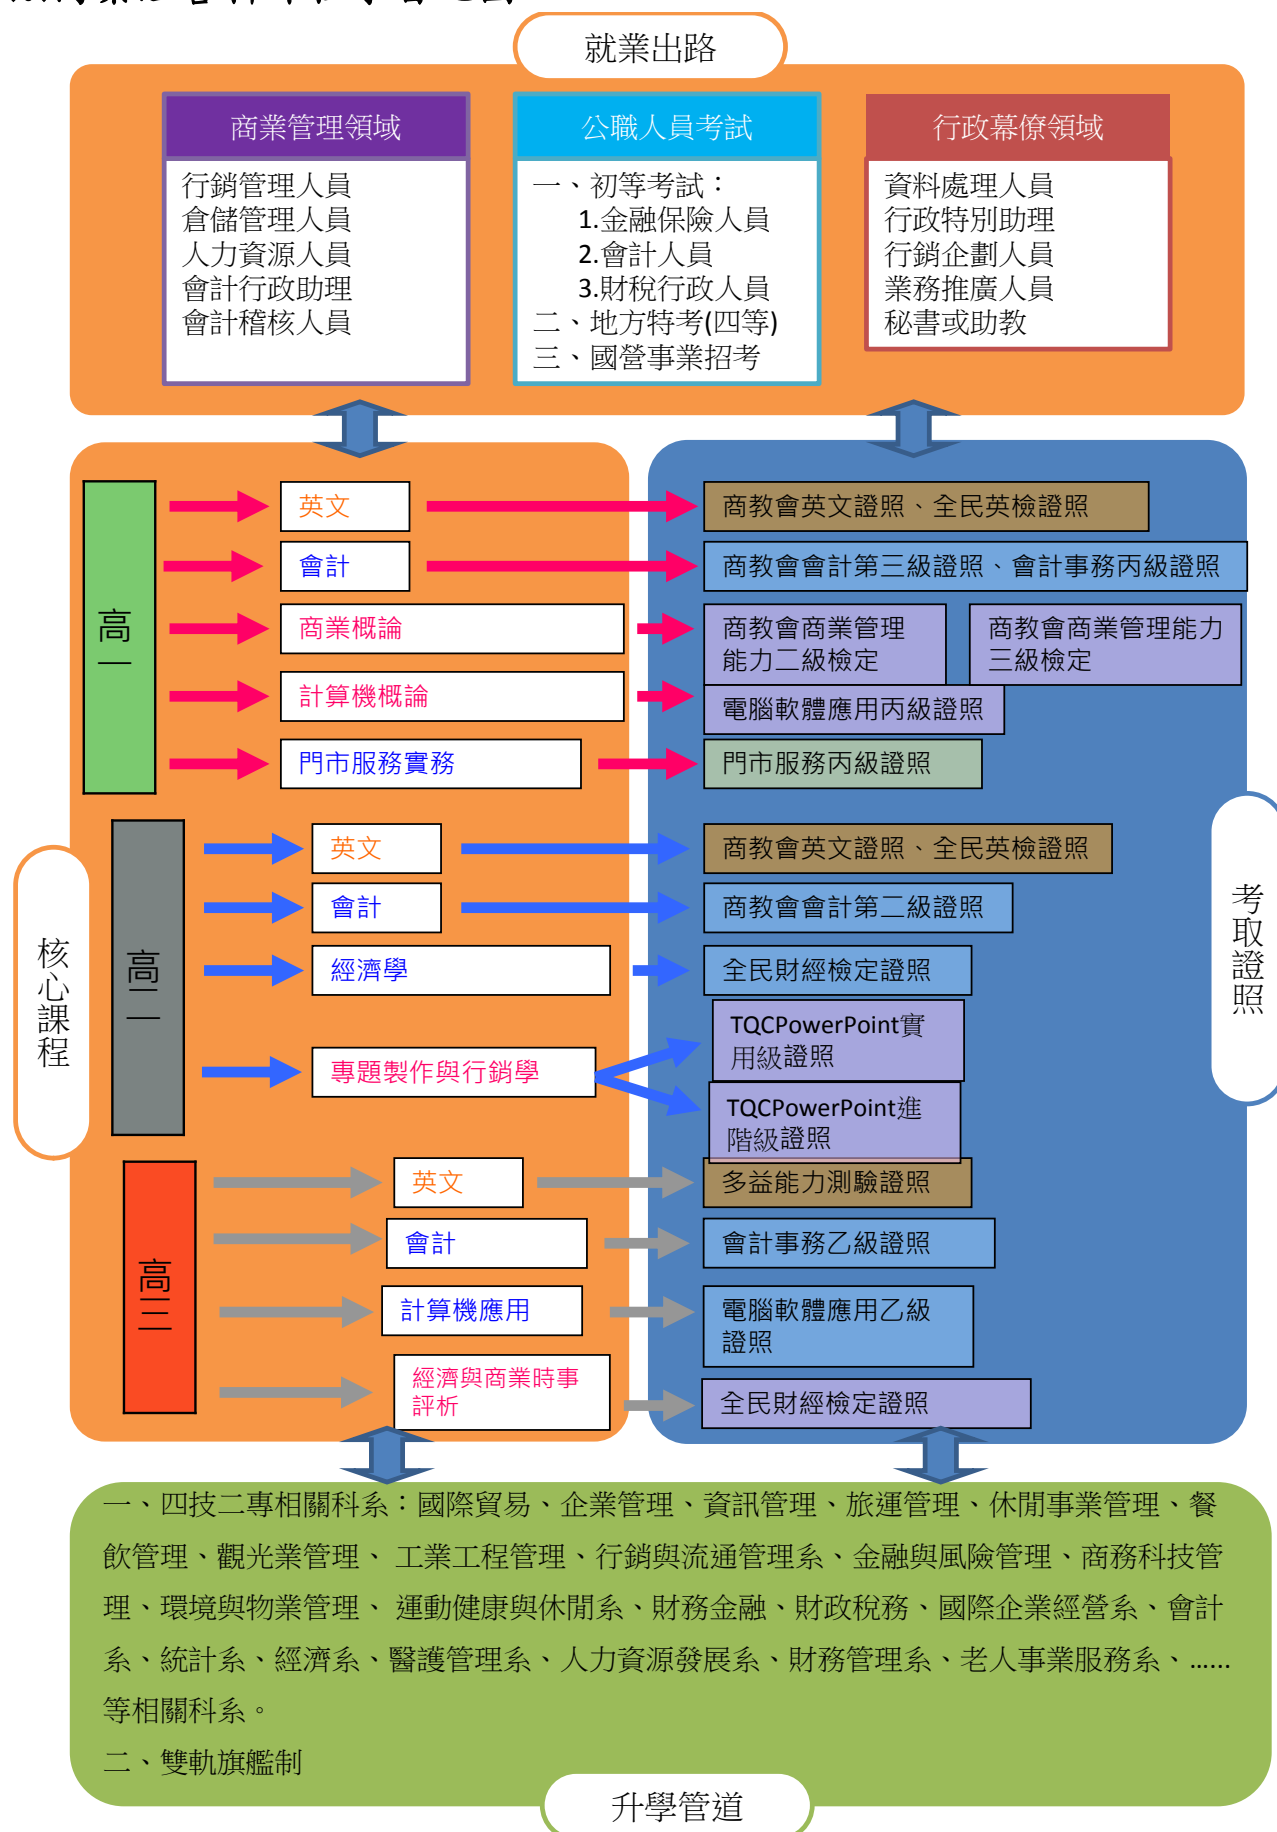 就業出路
商業管理領域
行銷管理人員
倉儲管理人員
人力資源人員
會計行政助理
會計稽核人員
公職人員考試
一、初等考試：
1.金融保險人員
2.會計人員
3.財稅行政人員
二、地方特考(四等)
三、國營事業招考
行政幕僚領域
資料處理人員
行政特別助理
行銷企劃人員
業務推廣人員
秘書或助教
核心課程
考取證照
高一
英文
商教會英文證照、全民英檢證照
會計
商教會會計第三級證照、會計事務丙級證照
商業概論
商教會商業管理
能力二級檢定
商教會商業管理能力
三級檢定
計算機概論
電腦軟體應用丙級證照
門市服務實務
門市服務丙級證照
高二
英文
商教會英文證照、全民英檢證照
會計
商教會會計第二級證照
經濟學
全民財經檢定證照
專題製作與行銷學
TQCPowerPoint實
用級證照
TQCPowerPoint進
階級證照
高三
英文
多益能力測驗證照
會計
會計事務乙級證照
計算機應用
電腦軟體應用乙級
證照
經濟與商業時事
評析
全民財經檢定證照
一、四技二專相關科系：國際貿易、企業管理、資訊管理、旅運管理、休閒事業管理、餐
飲管理、觀光業管理、 工業工程管理、行銷與流通管理系、金融與風險管理、商務科技管
理、環境與物業管理、 運動健康與休閒系、財務金融、財政稅務、國際企業經營系、會計
系、統計系、經濟系、醫護管理系、人力資源發展系、財務管理系、老人事業服務系、......
等相關科系。
二、雙軌旗艦制
升學管道